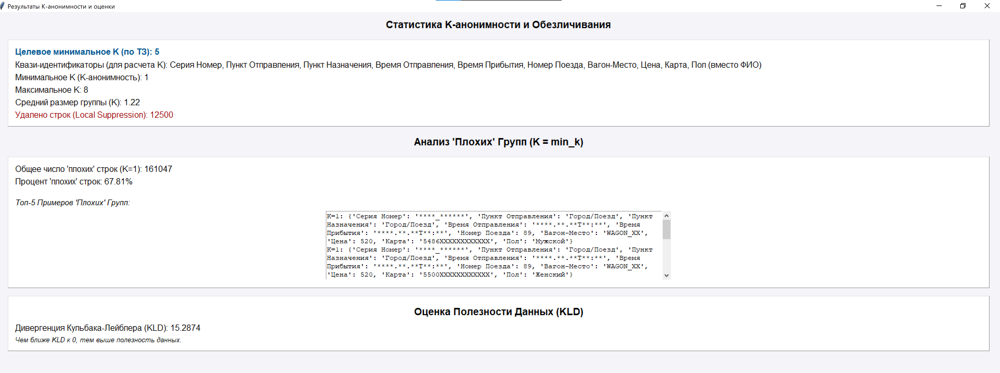 Результаты К-анонимности и оценки
Статистика К-анонимности и Обезличивания
Целевое минимальное К (по ТЗ): 5
Квази-идентификаторы (для расчета К): Серия Номер, Пункт Отправления, Пункт Назначения, Время Отправления, Время Прибытия, Номер Поезда, Вагон-Место, Цена, Карта, Пол (вместо ФИО)
Минимальное К (К-анонимность): 1
Максимальное К: 8
Средний размер группы (К): 1.22
Удалено строк (Local Suppression): 12500
Анализ 'Плохих' Групп (K = min_k)
Общее число 'плохих' строк (K=1): 161047
Процент 'плохих' строк: 67.81%
Топ-5 Примеров 'Плохих' Групп:
K=1: {'Серия Номер': '****_******', 'Пункт Отправления': 'Город/Поезд', 'Пункт
Назначения': 'Город/Поезд', 'Время Отправления': '****.**.**T**:**', 'Время
Прибытия': '****.**.**T**:**', 'Номер Поезда': 89, 'Вагон-Место': 'WAGON_XX',
'Цена': 520, 'Карта': '5486XXXXXXXXXXXX', 'Пол': 'Мужской'}
K=1: {'Серия Номер': '****_******', 'Пункт Отправления': 'Город/Поезд', 'Пункт
Назначения': 'Город/Поезд', 'Время Отправления': '****.**.**T**:**', 'Время
Прибытия': '****.**.**T**:**', 'Номер Поезда': 89, 'Вагон-Место': 'WAGON_XX',
'Цена': 520, 'Карта': '5500XXXXXXXXXXXX', 'Пол': 'Женский'}
Оценка Полезности Данных (KLD)
Дивергенция Кульбака-Лейблера (KLD): 15.2874
Чем ближе KLD к 0, тем выше полезность данных.